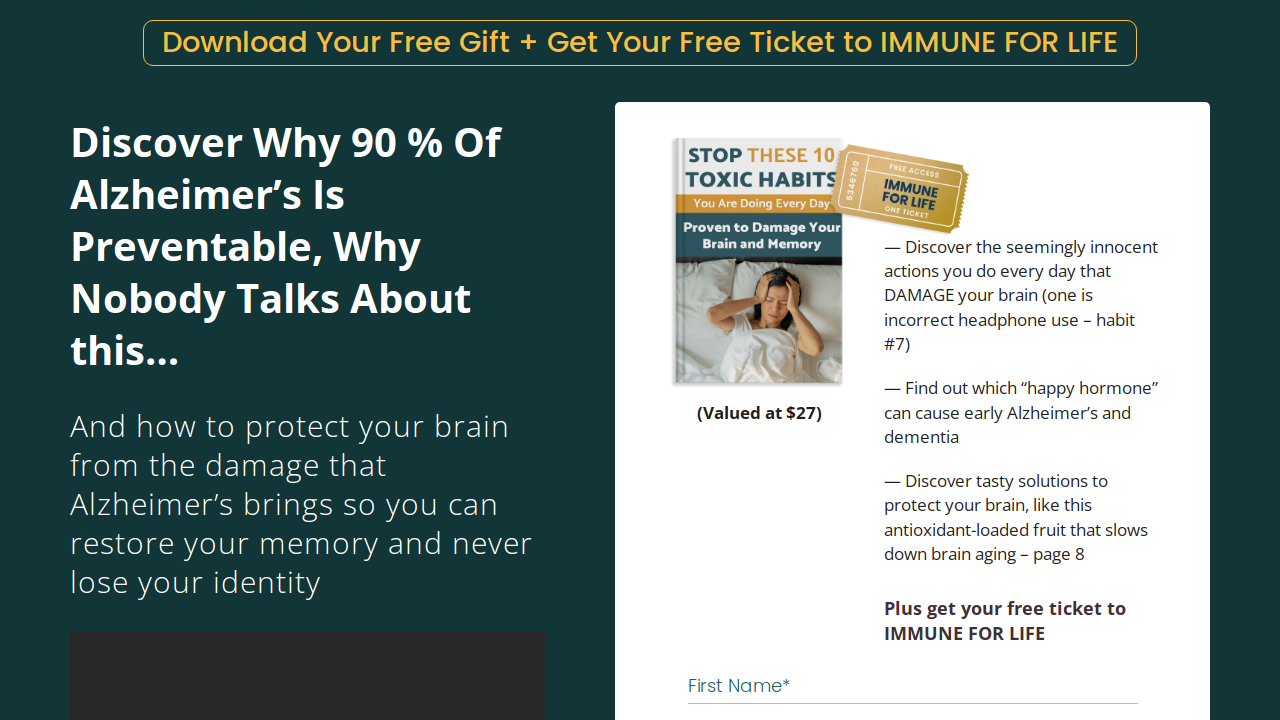 Download Your Free Gift + Get Your Free Ticket to IMMUNE FOR LIFE
Discover Why 90 % Of
Alzheimer’s Is
Preventable, Why
Nobody Talks About
this...
And how to protect your brain
from the damage that
Alzheimer’s brings so you can
restore your memory and never
lose your identity
STOP THESE 10
TOXIC HABITS
You Are Doing Every Day
Proven to Damage Your
Brain and Memory
5346760
FREE ACCESS
IMMUNE
FOR LIFE
ONE TICKET
(Valued at $27)
— Discover the seemingly innocent
actions you do every day that
DAMAGE your brain (one is
incorrect headphone use – habit
#7)
— Find out which “happy hormone”
can cause early Alzheimer’s and
dementia
— Discover tasty solutions to
protect your brain, like this
antioxidant-loaded fruit that slows
down brain aging – page 8
Plus get your free ticket to
IMMUNE FOR LIFE
First Name*